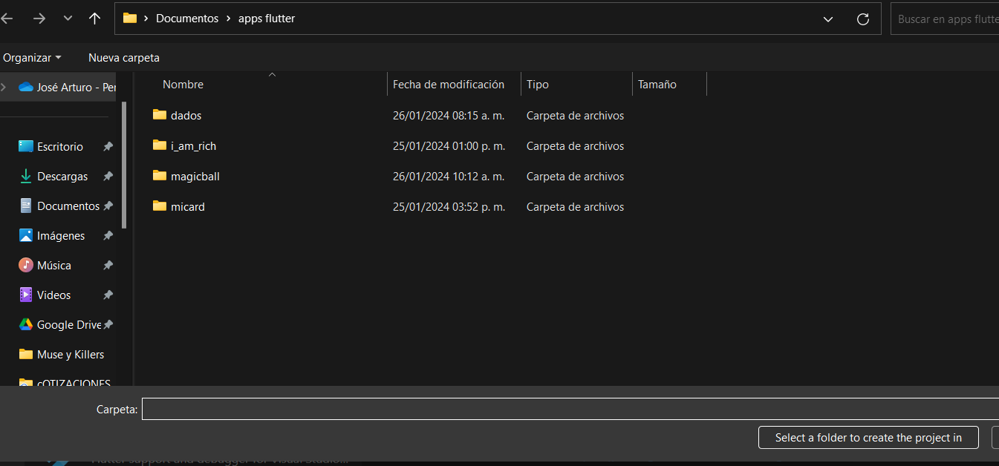 Documentos > apps flutter
Buscar en apps flutte
Organizar
Nueva carpeta
José Arturo - Per
Nombre
Fecha de modificación
Tipo
Tamaño
dados
26/01/2024 08:15 a. m.
Carpeta de archivos
i_am_rich
25/01/2024 01:00 p. m.
Carpeta de archivos
magicball
26/01/2024 10:12 a. m.
Carpeta de archivos
micard
25/01/2024 03:52 p. m.
Carpeta de archivos
Escritorio
Descargas
Documentos
Imágenes
Música
Videos
Google Drive
Muse y Killers
cOTIZACIONES
Carpeta:
Select a folder to create the project in
Flutter support and debugger for Visual Studio...